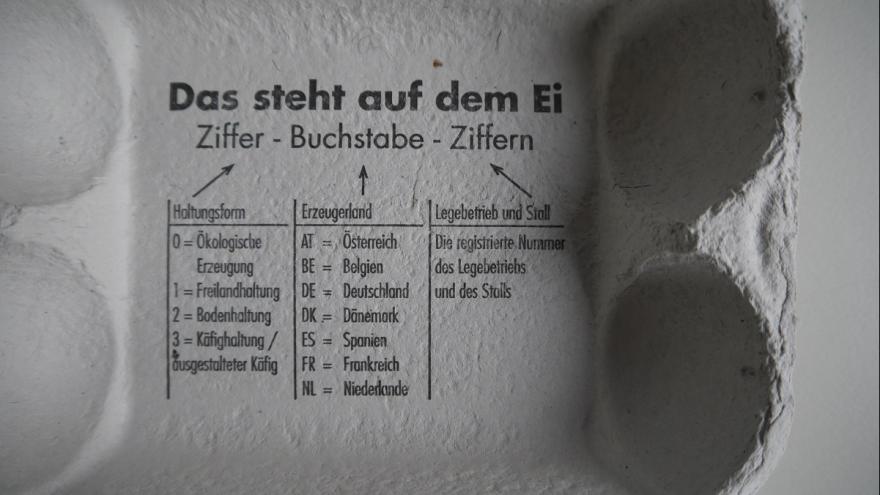 Das steht auf dem Ei
Ziffer - Buchstabe - Ziffern
Haltungsform
0 = Ökologische
Erzeugung
1 = Freilandhaltung
2 = Bodenhaltung
3 = Käfighaltung /
ausgestalteter Käfig
Erzeugerland
AT = Österreich
BE = Belgien
DE = Deutschland
DK = Dänemark
ES = Spanien
FR = Frankreich
NL = Niederlande
Legebetrieb und Stall
Die registrierte Nummer
des Legebetriebs
und des Stalls